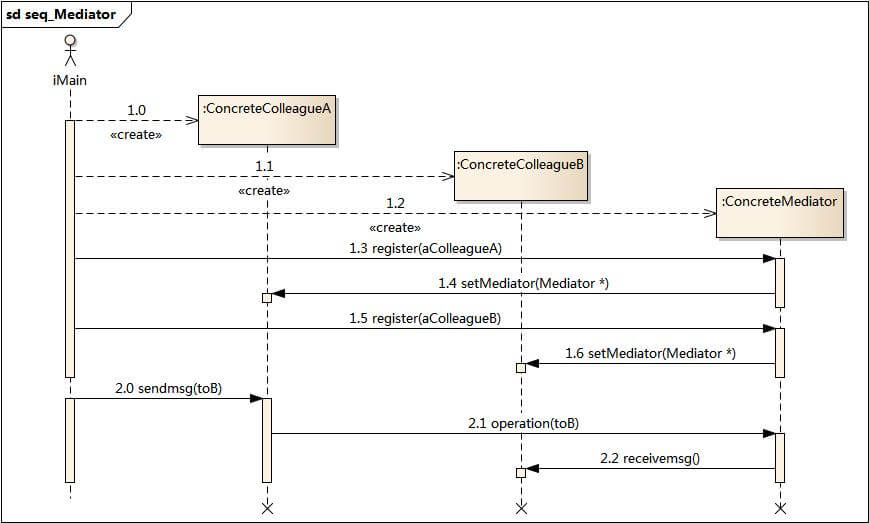 sd seq_Mediator
iMain
:ConcreteColleagueA
1.0
«create»
:ConcreteColleagueB
1.1
«create»
:ConcreteMediator
1.2
«create»
1.3 register(aColleagueA)
1.4 setMediator(Mediator *)
1.5 register(aColleagueB)
1.6 setMediator(Mediator *)
2.0 sendmsg(toB)
2.1 operation(toB)
2.2 receivemsg()